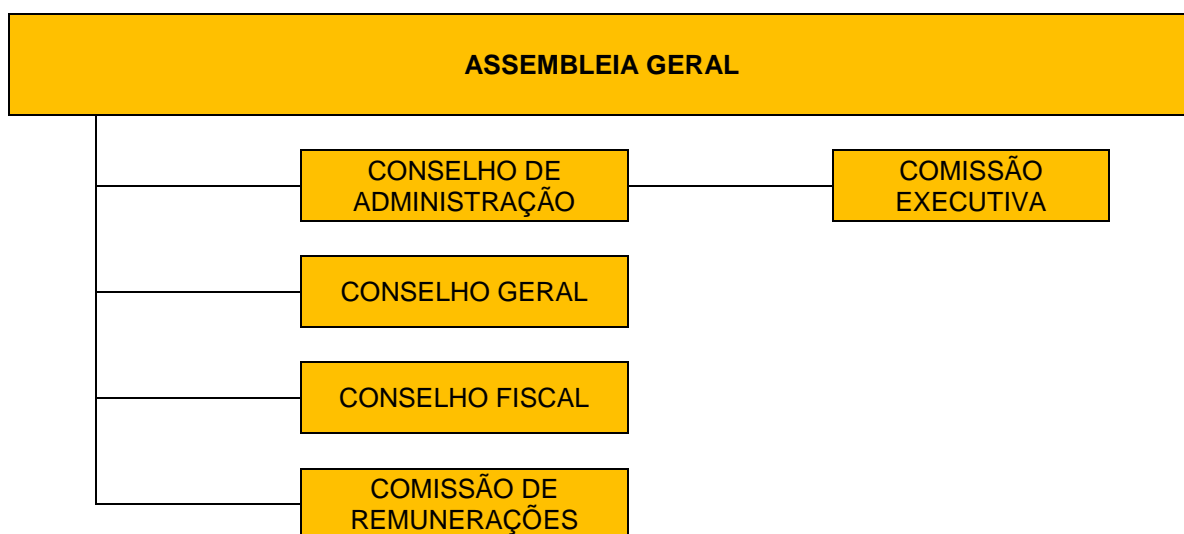 ASSEMBLEIA GERAL
CONSELHO DE
ADMINISTRAÇÃO
COMISSÃO
EXECUTIVA
CONSELHO GERAL
CONSELHO FISCAL
COMISSÃO DE
REMUNERAÇÕES